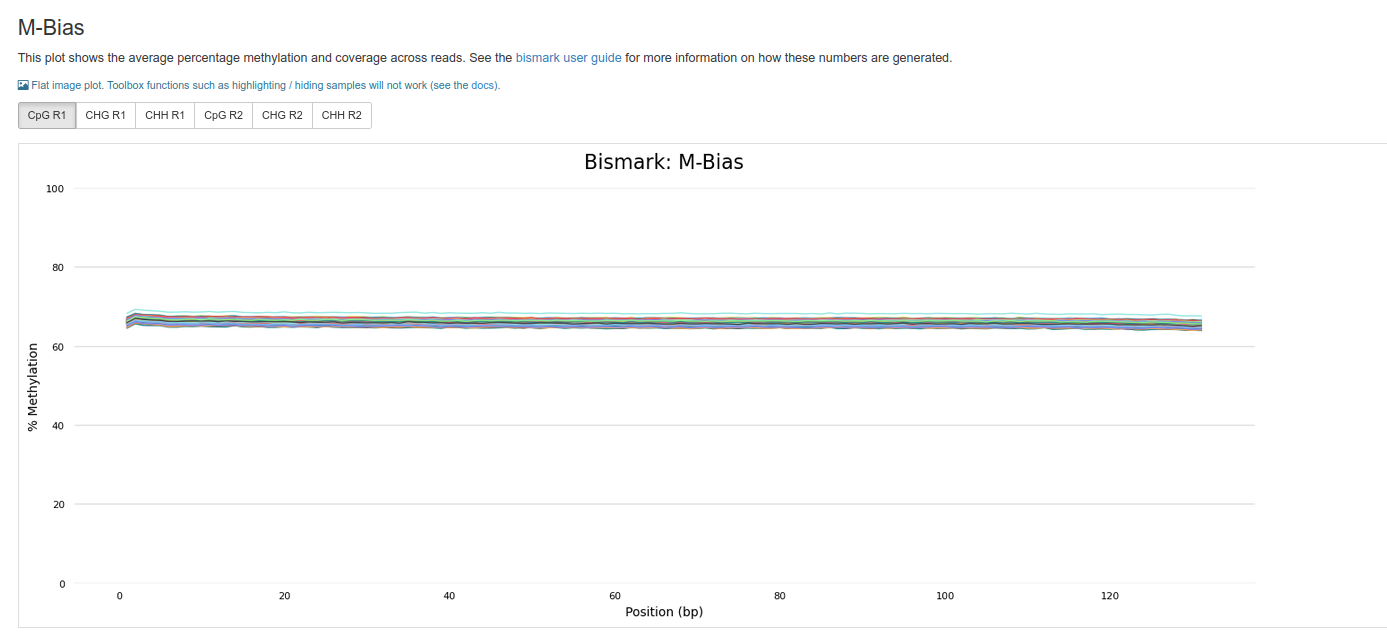 M-Bias
This plot shows the average percentage methylation and coverage across reads. See the bismark user guide for more information on how these numbers are generated.
Flat image plot. Toolbox functions such as highlighting / hiding samples will not work (see the docs).
CpG R1 CHG R1 CHH R1 CpG R2 CHG R2 CHH R2
Bismark: M-Bias
100
80
60
40
20
0
% Methylation
0 20 40 60 80 100 120
Position (bp)